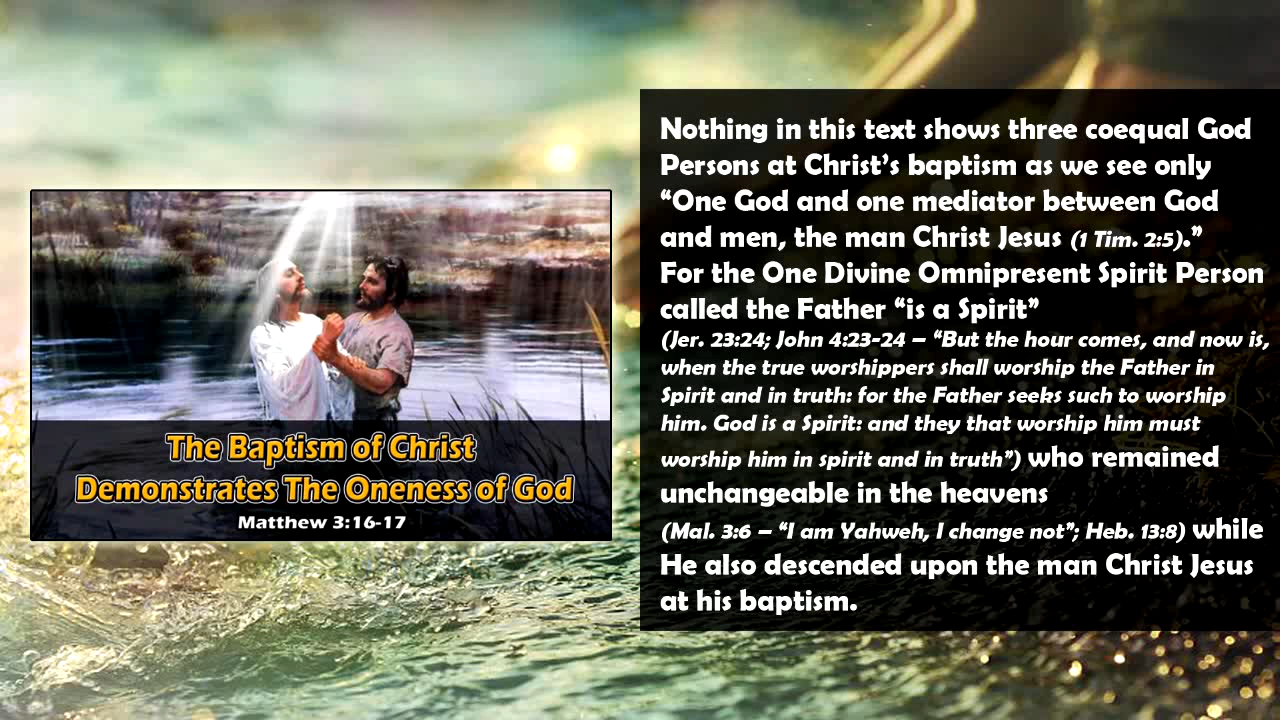 The Baptism of Christ
Demonstrates The Oneness of God
Matthew 3:16-17
Nothing in this text shows three coequal God
Persons at Christ’s baptism as we see only
“One God and one mediator between God
and men, the man Christ Jesus (1 Tim. 2:5).”
For the One Divine Omnipresent Spirit Person
called the Father “is a Spirit”
(Jer. 23:24; John 4:23-24 – “But the hour comes, and now is,
when the true worshippers shall worship the Father in
Spirit and in truth: for the Father seeks such to worship
him. God is a Spirit: and they that worship him must
worship him in spirit and in truth”) who remained
unchangeable in the heavens
(Mal. 3:6 – “I am Yahweh, I change not”; Heb. 13:8) while
He also descended upon the man Christ Jesus
at his baptism.